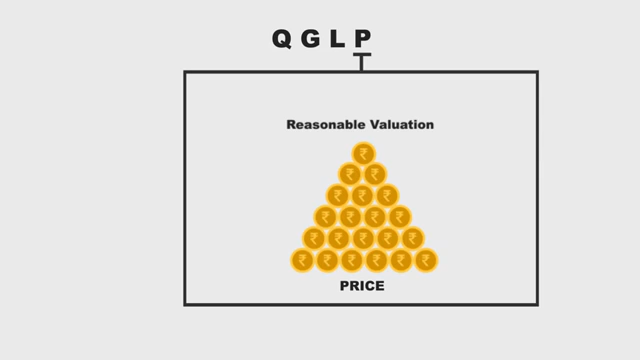 Q G L P
Reasonable Valuation
₹
₹ ₹
₹ ₹ ₹
₹ ₹ ₹ ₹
₹ ₹ ₹ ₹ ₹
₹ ₹ ₹ ₹ ₹ ₹
PRICE